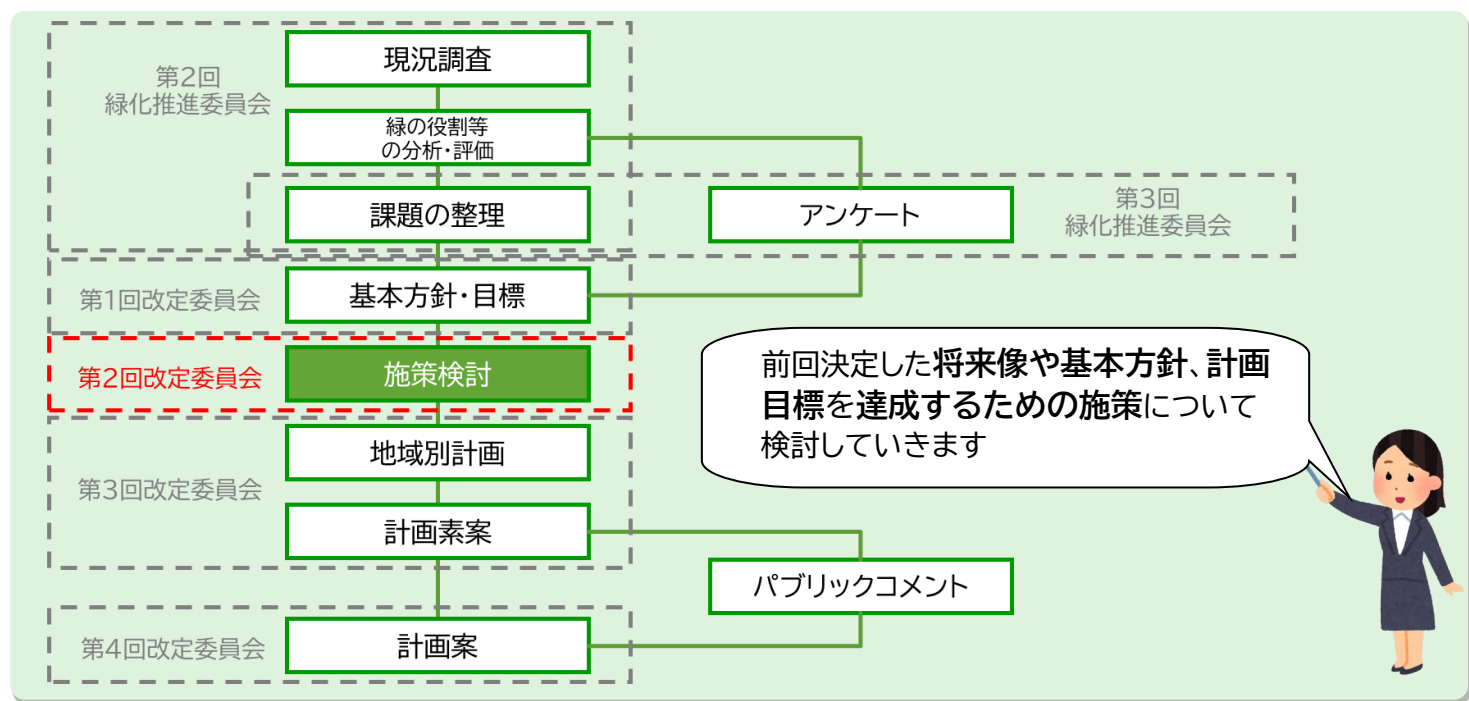 現況調査
第2回
緑化推進委員会
緑の役割等
の分析・評価
課題の整理
アンケート
第3回
緑化推進委員会
第1回改定委員会
基本方針・目標
第2回改定委員会
施策検討
前回決定した将来像や基本方針、計画
目標を達成するための施策について
検討していきます
地域別計画
第3回改定委員会
計画素案
パブリックコメント
第4回改定委員会
計画案